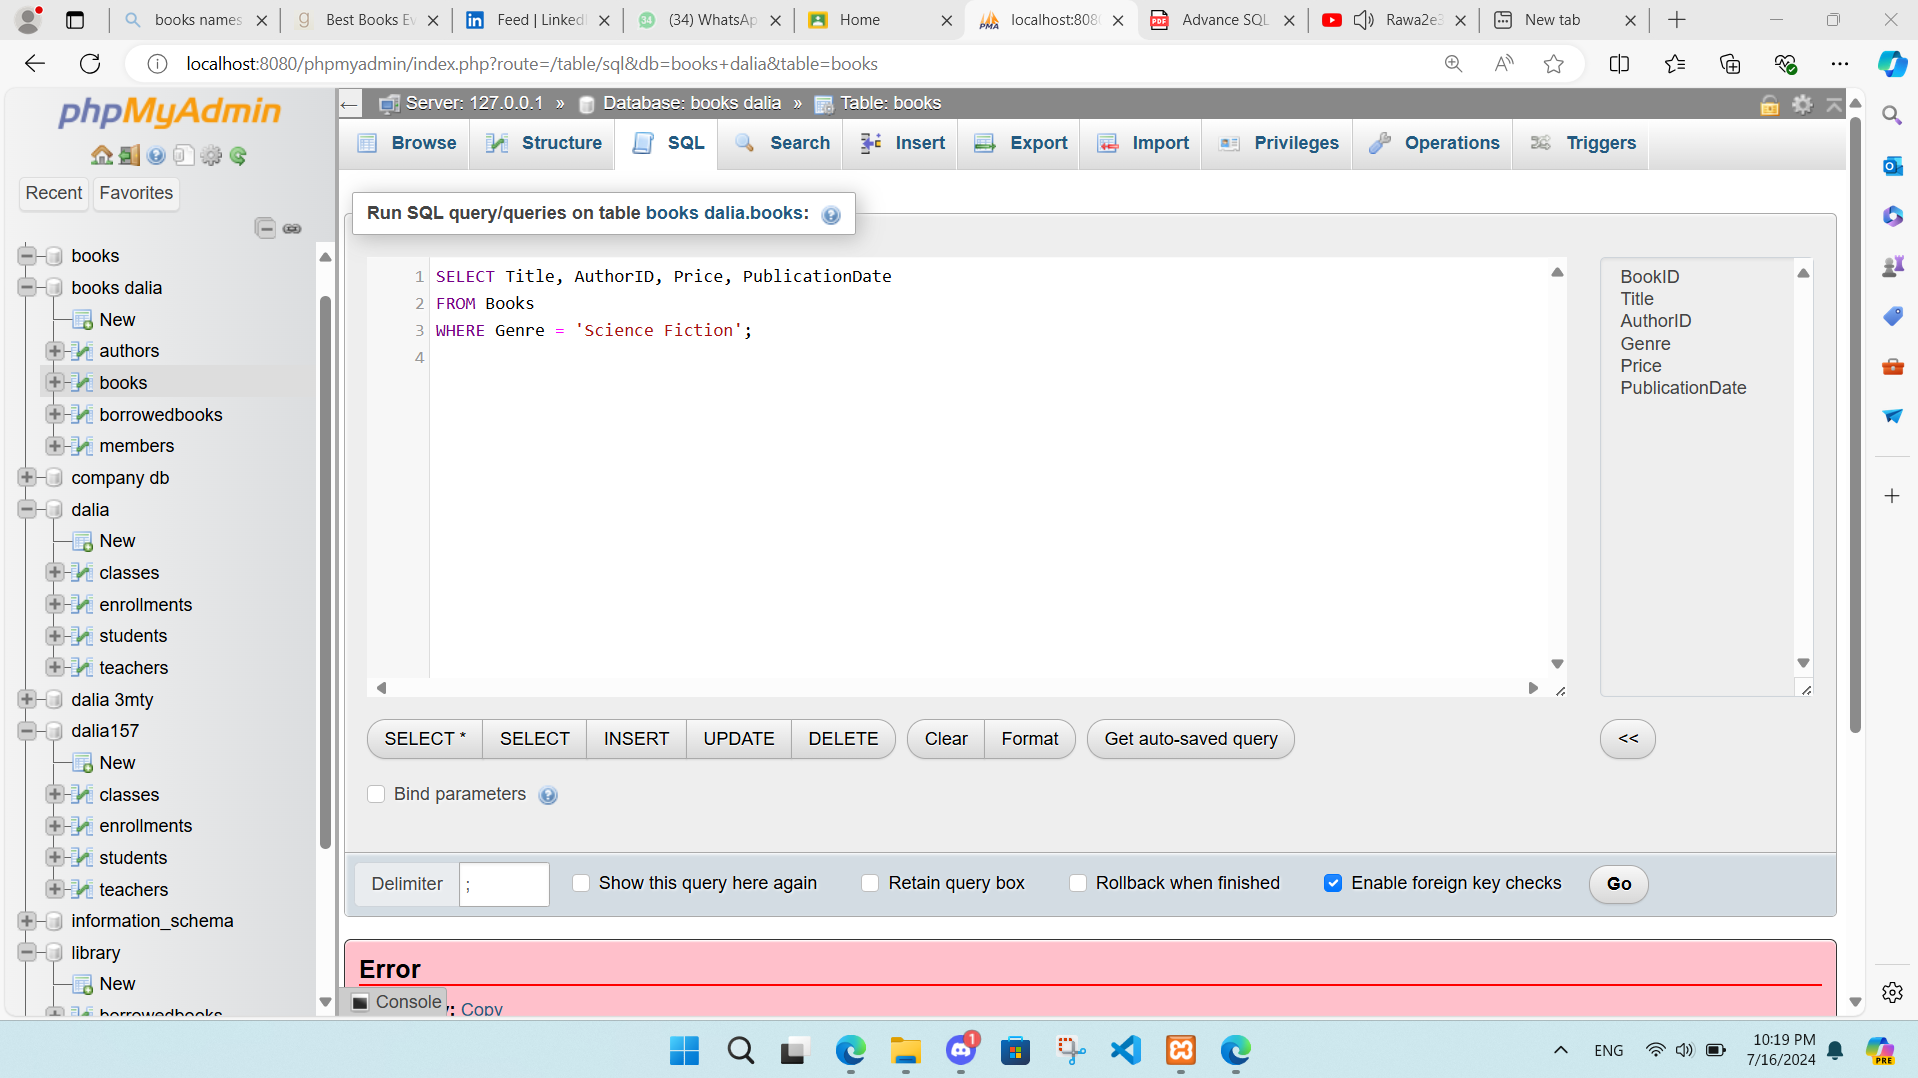 books names
Best Books Ev
Feed | Linked
(34) WhatsAp
Home
localhost:808
Advance SQL
Rawa2e3
New tab
localhost:8080/phpmyadmin/index.php?route=/table/sql&db=books+dalia&table=books
phpMyAdmin
Recent
Favorites
books
books dalia
New
authors
books
borrowedbooks
members
company db
dalia
New
classes
enrollments
students
teachers
dalia 3mty
dalia157
New
classes
enrollments
students
teachers
information_schema
library
New
borrowedbooks
Server: 127.0.0.1 » Database: books dalia » Table: books
Browse
Structure
SQL
Search
Insert
Export
Import
Privileges
Operations
Triggers
Run SQL query/queries on table books dalia.books:
1 SELECT Title, AuthorID, Price, PublicationDate
2 FROM Books
3 WHERE Genre = 'Science Fiction';
4
BookID
Title
AuthorID
Genre
Price
PublicationDate
SELECT *
SELECT
INSERT
UPDATE
DELETE
Clear
Format
Get auto-saved query
<<
Bind parameters
Delimiter ;
Show this query here again
Retain query box
Rollback when finished
Enable foreign key checks
Go
Error
Console
y: Copy
1
ENG
10:19 PM
7/16/2024
PRE